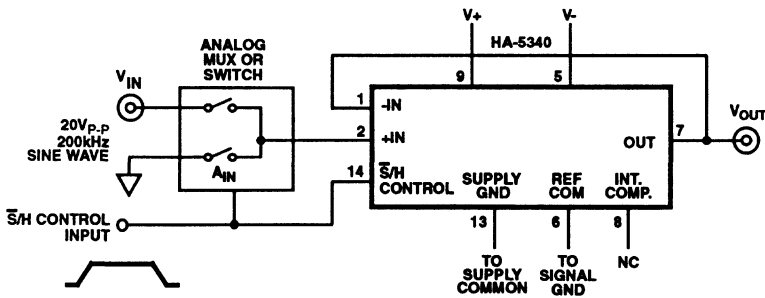 V+
V-
HA-5340
ANALOG
MUX OR
SWITCH
VIN
9
5
1
-IN
20VP-P
200kHz
SINE WAVE
2
+IN
OUT
7
VOUT
AIN
14
S̅/H
CONTROL
SUPPLY
GND
REF
COM
INT.
COMP.
S̅/H CONTROL
INPUT
13
6
8
TO
SUPPLY
COMMON
TO
SIGNAL
GND
NC